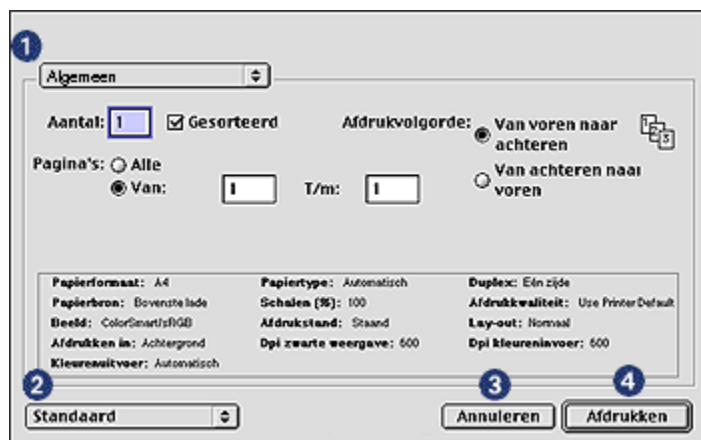 1
Algemeen
Aantal: 1 Gesorteerd Afdrukvolgorde: Van voren naar achteren 1 2 3
Pagina's: Alle Van achteren naar voren
Van: 1 T/m: 1
Papierformaat: A4 Papiertype: Automatisch Duplex: Eén zijde
Papierbron: Bovenste lade Schalen (%): 100 Afdrukkwaliteit: Use Printer Default
Beeld: ColorSmart/sRGB Afdrukstand: Staand Lay-out: Normaal
Afdrukken in: Achtergrond Dpi zwarte weergave: 600 Dpi kleureninvoer: 600
Kleurenuitvoer: Automatisch
2 3 4
Standaard Annuleren Afdrukken